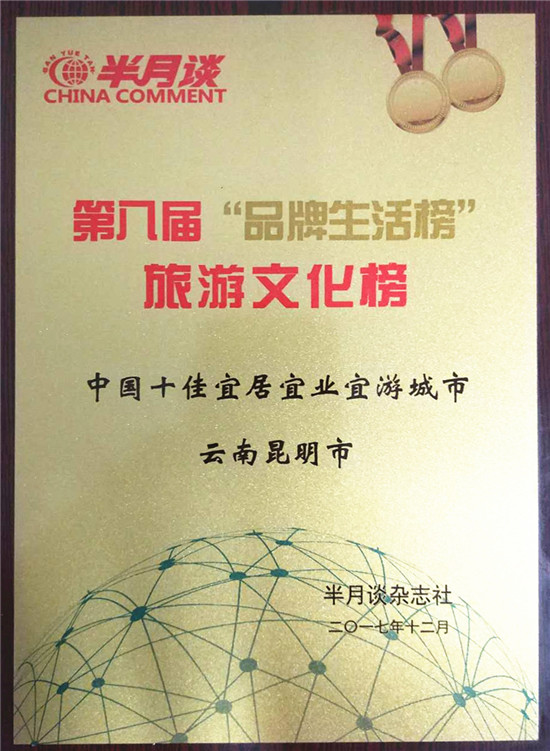 BAN YUE TAN
半月谈
CHINA COMMENT
第八届“品牌生活榜”
旅游文化榜
中国十佳宜居宜业宜游城市
云南昆明市
半月谈杂志社
二〇一七年十二月